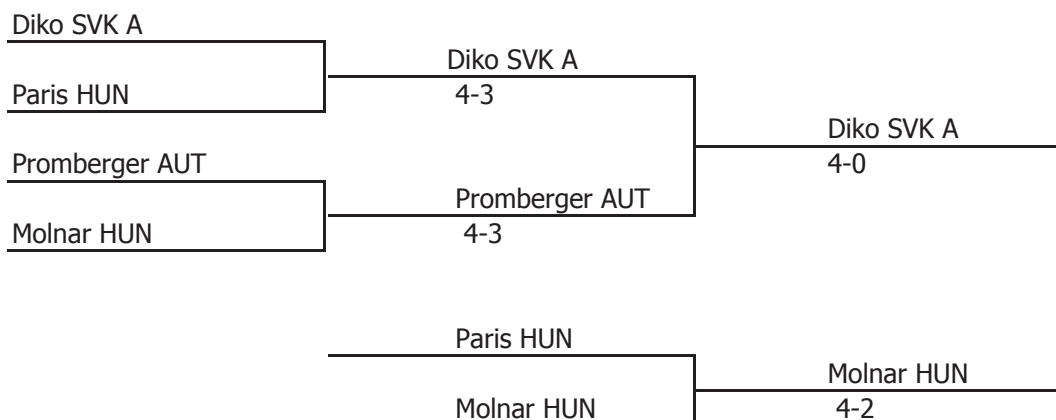 Diko SVK A
Diko SVK A
Paris HUN
4-3
Diko SVK A
Promberger AUT
4-0
Promberger AUT
Molnar HUN
4-3
Paris HUN
Molnar HUN
Molnar HUN
4-2